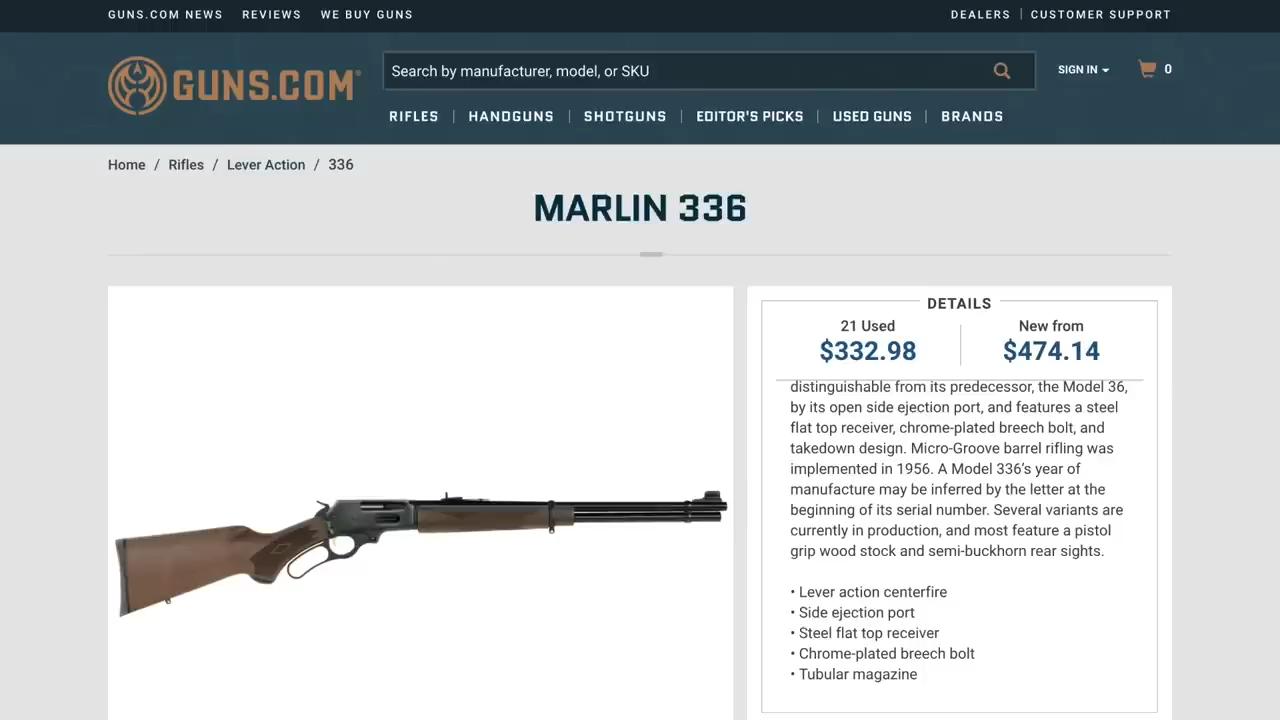 GUNS.COM NEWS REVIEWS WE BUY GUNS DEALERS | CUSTOMER SUPPORT
GUNS.COM®
Search by manufacturer, model, or SKU
SIGN IN
0
RIFLES | HANDGUNS | SHOTGUNS | EDITOR'S PICKS | USED GUNS | BRANDS
Home / Rifles / Lever Action / 336
MARLIN 336
DETAILS
21 Used New from
$332.98 $474.14
distinguishable from its predecessor, the Model 36,
by its open side ejection port, and features a steel
flat top receiver, chrome-plated breech bolt, and
takedown design. Micro-Groove barrel rifling was
implemented in 1956. A Model 336’s year of
manufacture may be inferred by the letter at the
beginning of its serial number. Several variants are
currently in production, and most feature a pistol
grip wood stock and semi-buckhorn rear sights.
• Lever action centerfire
• Side ejection port
• Steel flat top receiver
• Chrome-plated breech bolt
• Tubular magazine